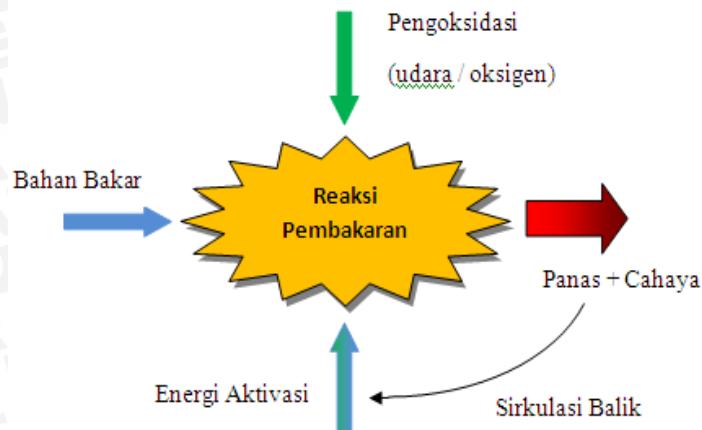 Pengoksidasi
(udara / oksigen)
Bahan Bakar
Reaksi
Pembakaran
Panas + Cahaya
Energi Aktivasi
Sirkulasi Balik